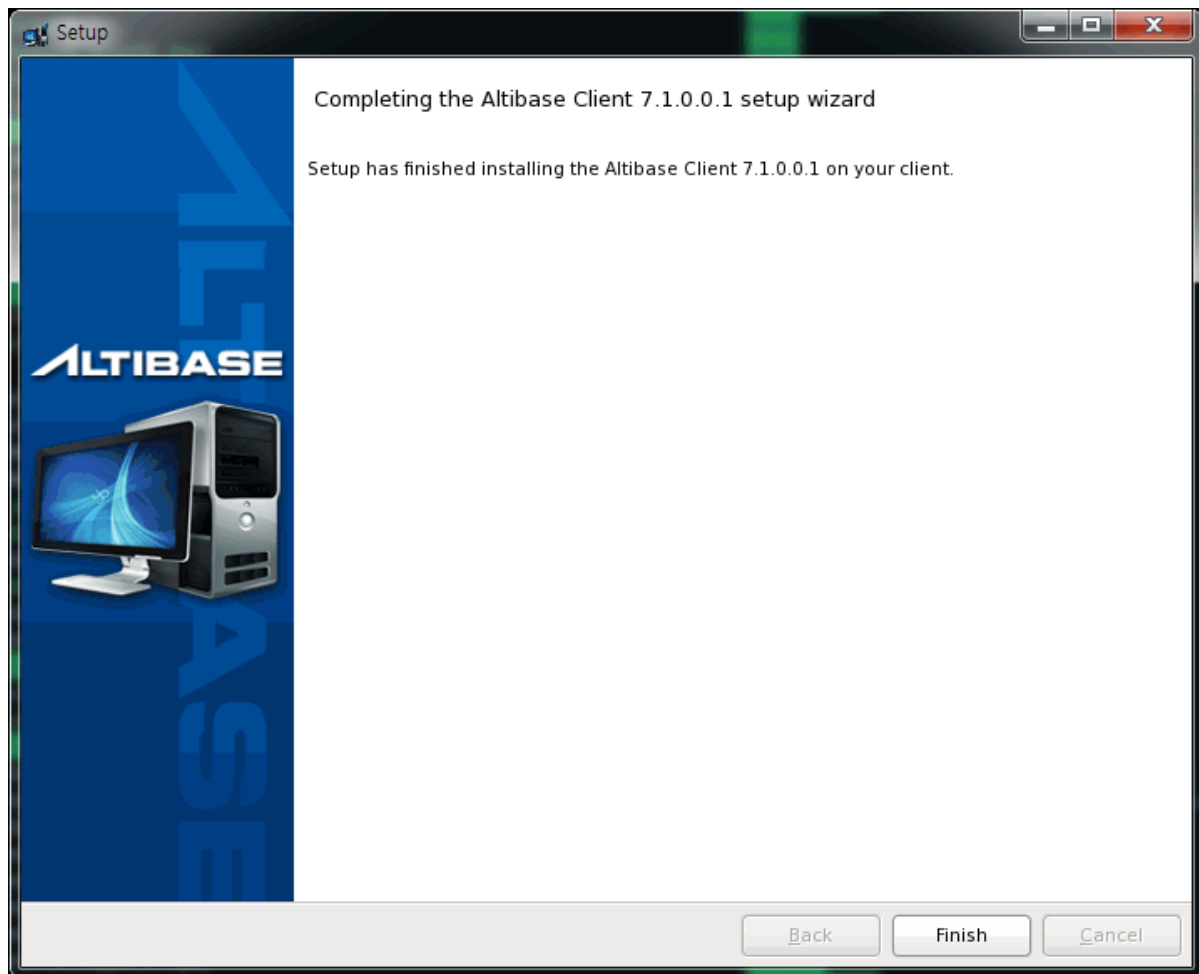 Setup
Completing the Altibase Client 7.1.0.0.1 setup wizard
Setup has finished installing the Altibase Client 7.1.0.0.1 on your client.
ALTIBASE
ALTIBASE
Back
Finish
Cancel